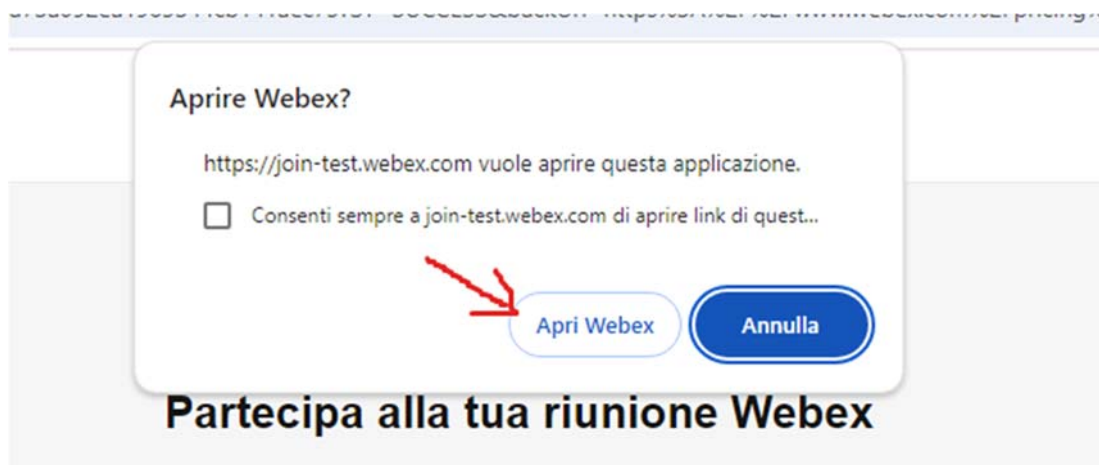 Aprire Webex?
https://join-test.webex.com vuole aprire questa applicazione.
Consenti sempre a join-test.webex.com di aprire link di quest...
Apri Webex
Annulla
Partecipa alla tua riunione Webex